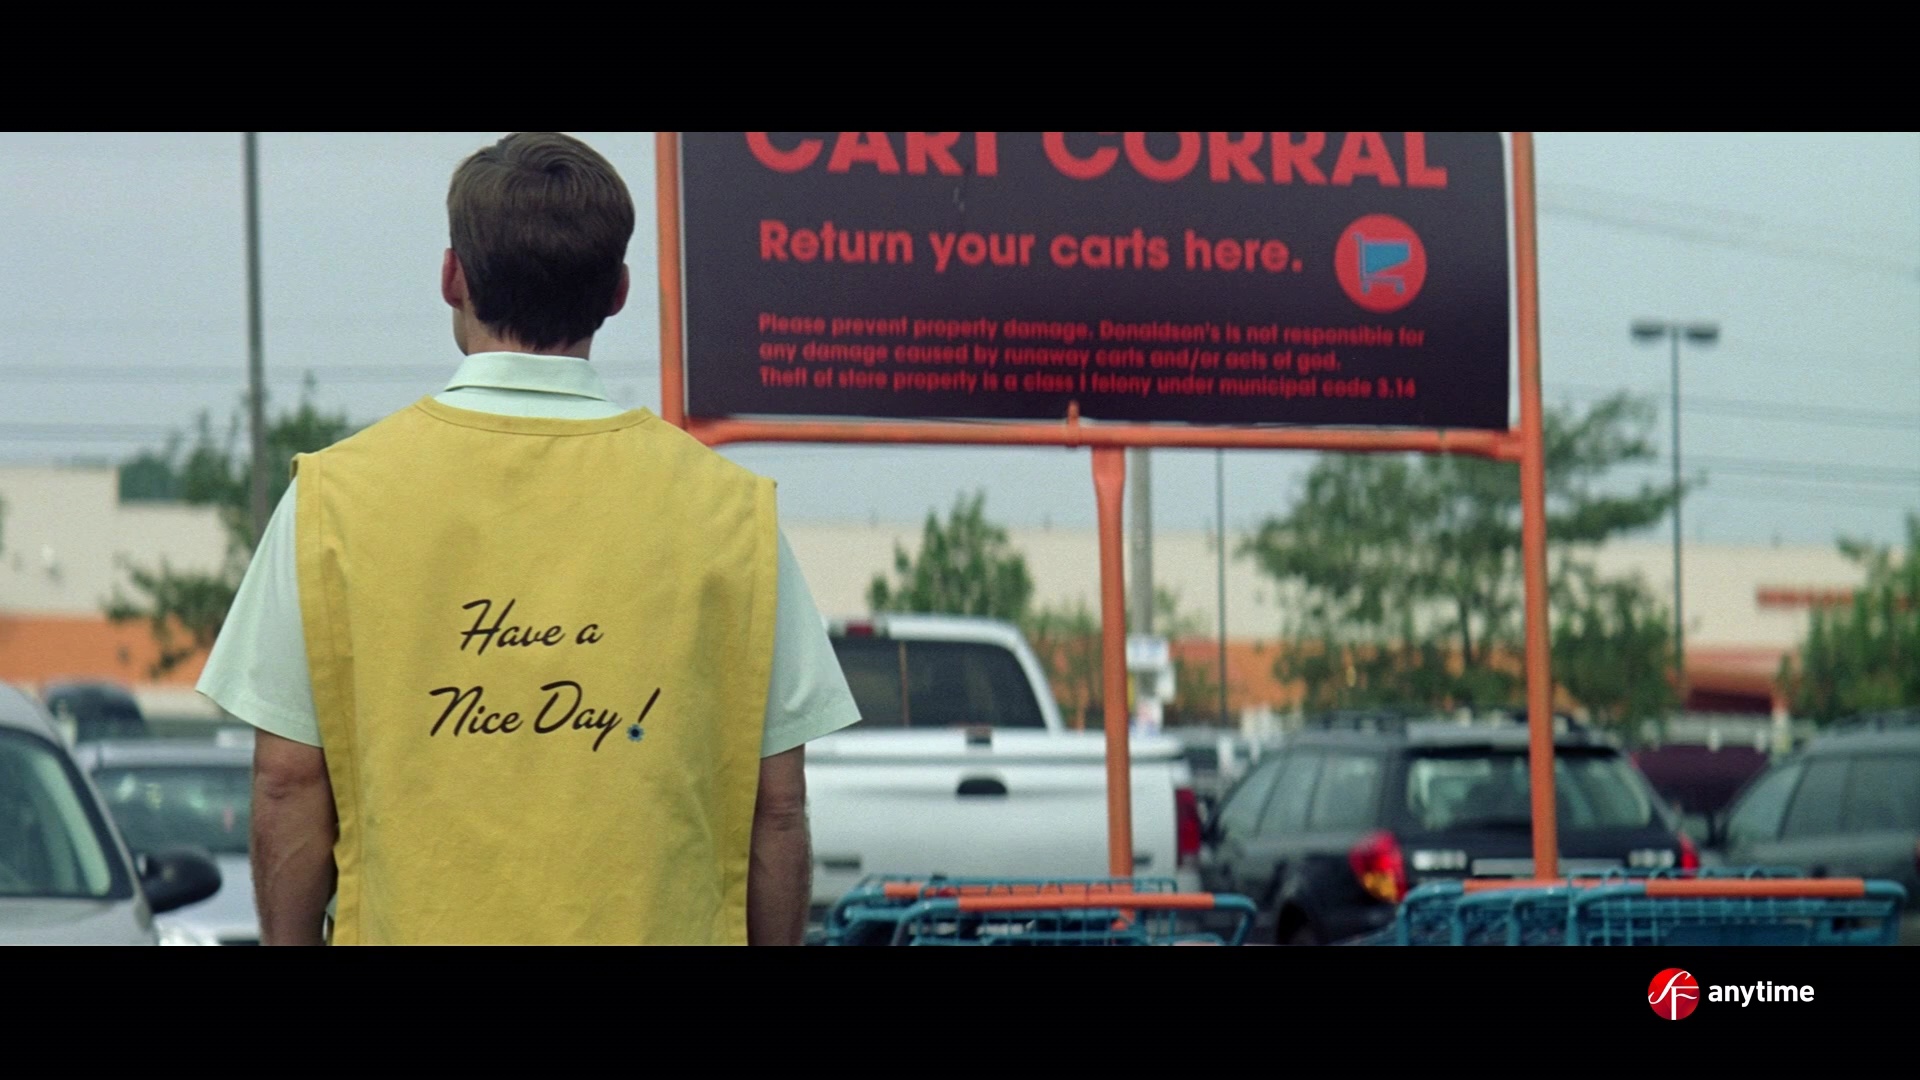 CART CORRAL
Return your carts here.
Please prevent property damage. Donaldson's is not responsible for
any damage caused by runaway carts and/or acts of god.
Theft of store property is a class I felony under municipal code 3.14
Have a
Nice Day!
SF anytime